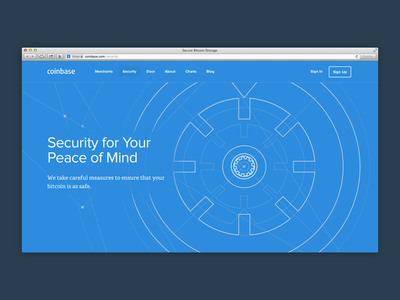 Secure Bitcoin Storage
coinbase.com/security
coinbase Merchants Security Docs About Charts Blog Sign In Sign Up
Security for Your
Peace of Mind
We take careful measures to ensure that your
bitcoin is as safe.